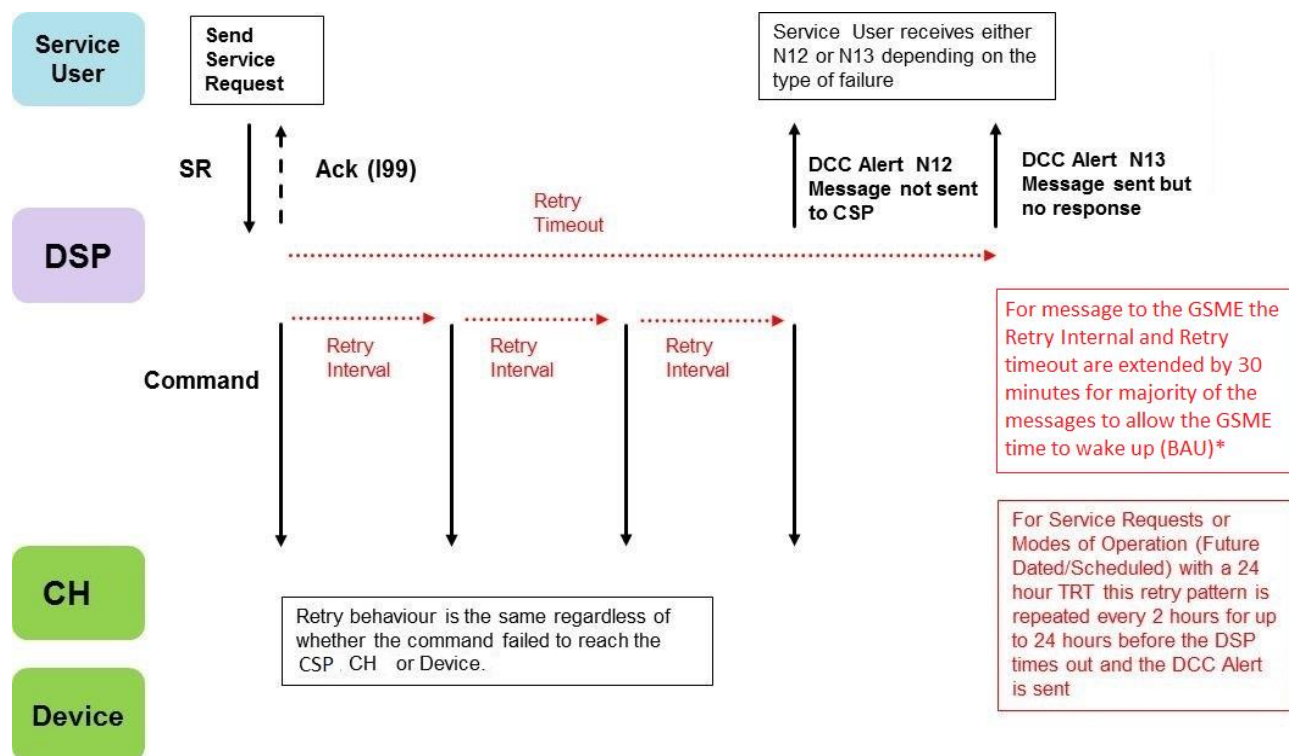 Service
User
Send
Service
Request
Service User receives either
N12 or N13 depending on the
type of failure
SR
Ack (I99)
DCC Alert N12
Message not sent
to CSP
DCC Alert N13
Message sent but
no response
Retry
Timeout
DSP
Retry
Interval
Retry
Interval
Retry
Interval
Command
For message to the GSME the
Retry Internal and Retry
timeout are extended by 30
minutes for majority of the
messages to allow the GSME
time to wake up (BAU)*
For Service Requests or
Modes of Operation (Future
Dated/Scheduled) with a 24
hour TRT this retry pattern is
repeated every 2 hours for up
to 24 hours before the DSP
times out and the DCC Alert
is sent
CH
Retry behaviour is the same regardless of
whether the command failed to reach the
CSP CH or Device.
Device